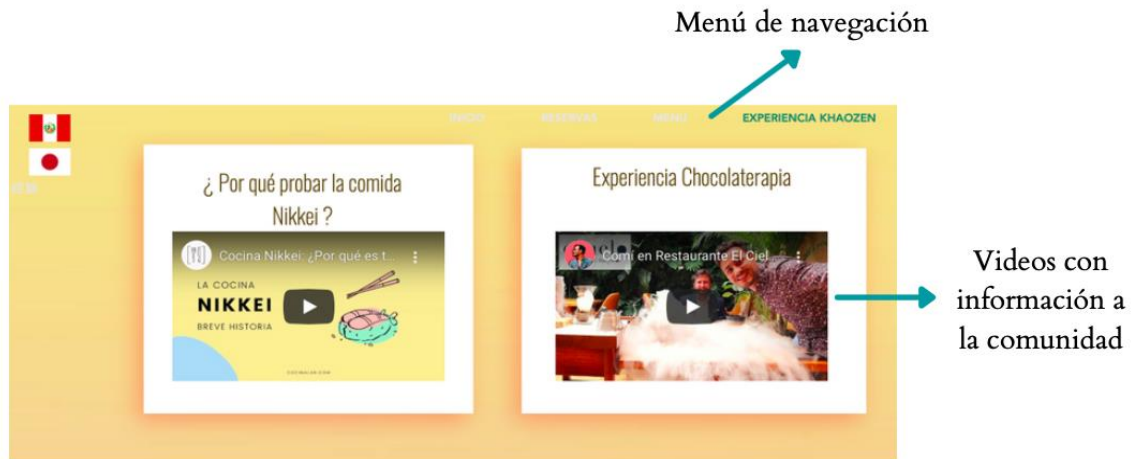 Menú de navegación
INICIO RESERVAS MENÚ EXPERIENCIA KHAOZEN
¿ Por qué probar la comida
Nikkei ?
Cocina Nikkei: ¿Por qué es t...
LA COCINA
NIKKEI
BREVE HISTORIA
Experiencia Chocolaterapia
Comí en Restaurante El Ciel...
Videos con
información a
la comunidad